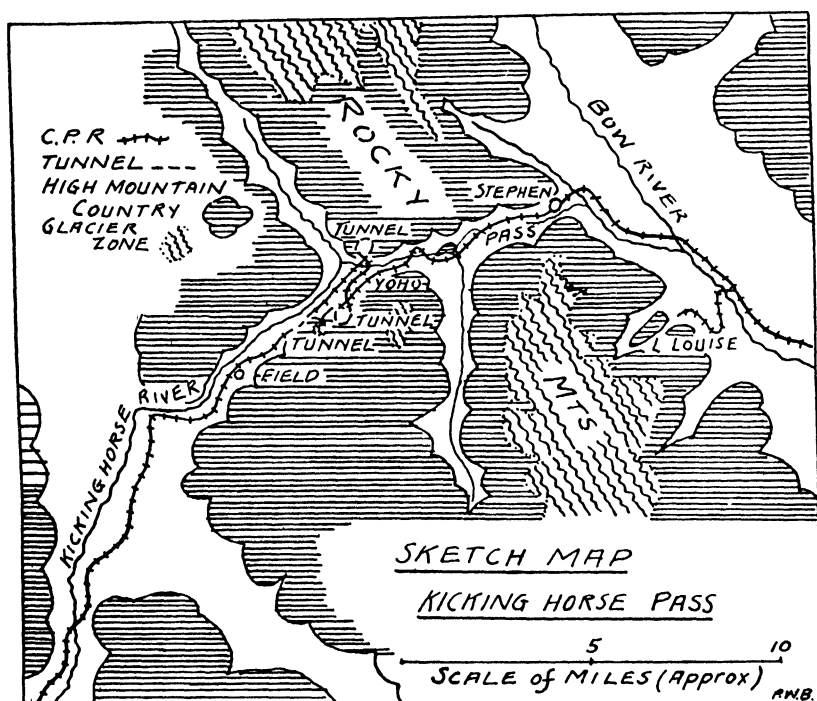 C.P.R
TUNNEL
HIGH MOUNTAIN
COUNTRY
GLACIER
ZONE
ROCKY
BOW RIVER
STEPHEN
TUNNEL
PASS
YOHO
TUNNEL
TUNNEL
L LOUISE
FIELD
MTS
KICKING HORSE RIVER
SKETCH MAP
KICKING HORSE PASS
5 10
SCALE of MILES (Approx)
P.W.B.